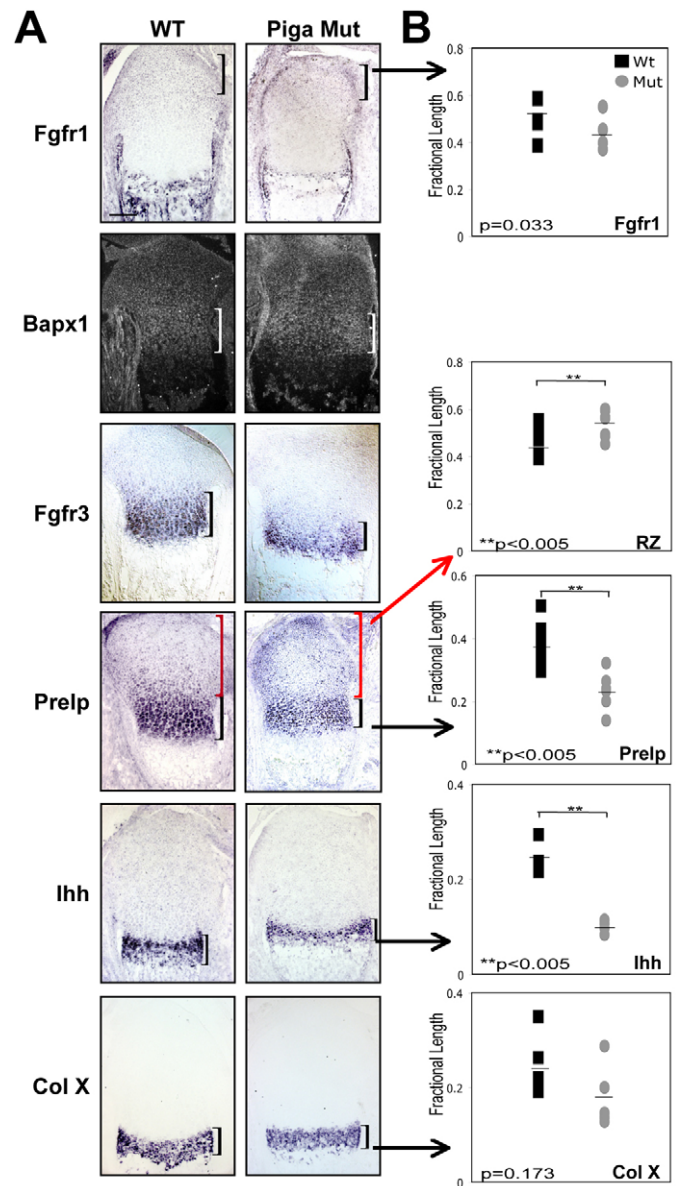 A
WT
Piga Mut
B
Fgfr1
Bapx1
Fgfr3
Prelp
Ihh
Col X
0.8
0.6
0.4
0.2
0
Fractional Length
Wt
Mut
p=0.033
Fgfr1
0.8
0.6
0.4
0.2
0
Fractional Length
**
**p<0.005
RZ
0.6
0.4
0.2
0
Fractional Length
**
**p<0.005
Prelp
0.4
0.2
0
Fractional Length
**
**p<0.005
Ihh
0.4
0.2
0
Fractional Length
p=0.173
Col X